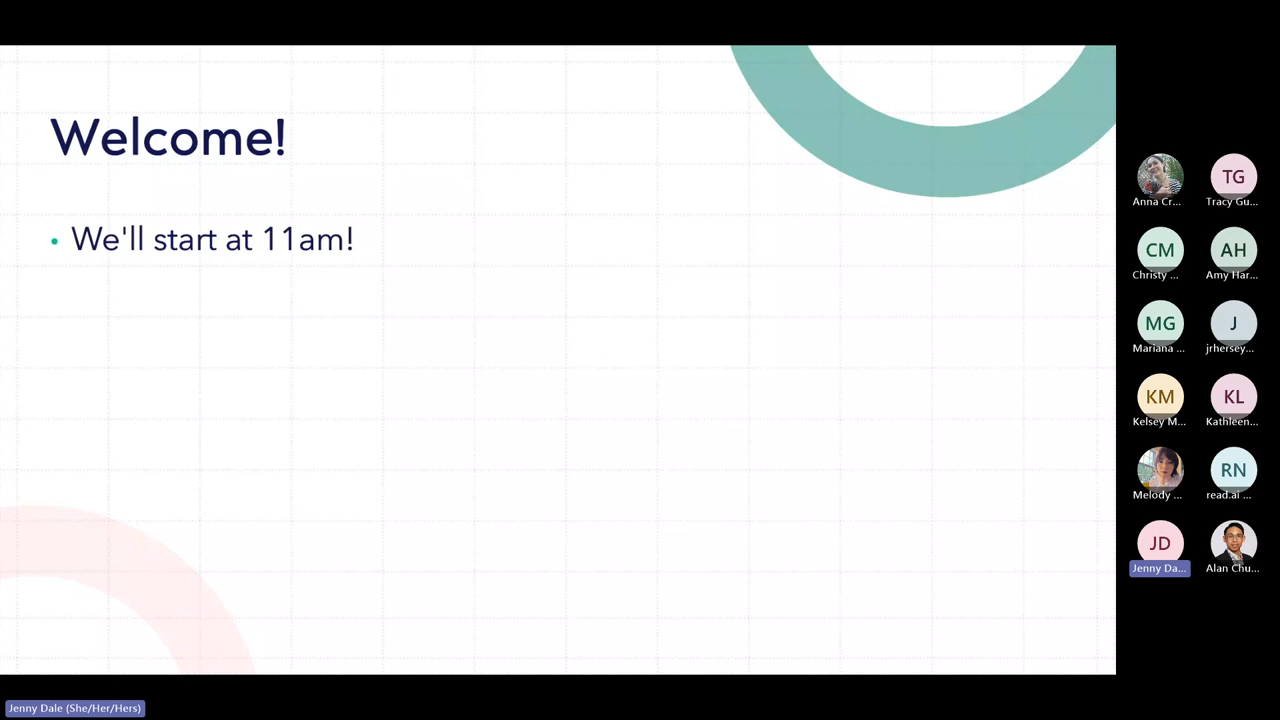 Welcome!
• We'll start at 11am!
TG
Anna Cr...
Tracy Gu...
CM
AH
Christy ...
Amy Har...
MG
J
Mariana ...
jrhersey...
KM
KL
Kelsey M...
Kathleen...
RN
Melody ...
read.ai ...
JD
Jenny Da...
Alan Chu...
Jenny Dale (She/Her/Hers)